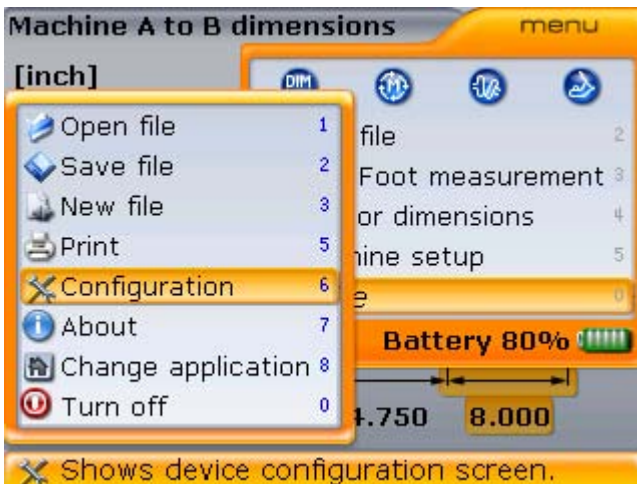 Machine A to B dimensions menu
[inch]
DIM M
Open file 1
Save file 2
New file 3
Print 5
Configuration 6
About 7
Change application 8
Turn off 0
file 2
Foot measurement 3
or dimensions 4
hine setup 5
e 0
Battery 80%
4.750 8.000
Shows device configuration screen.